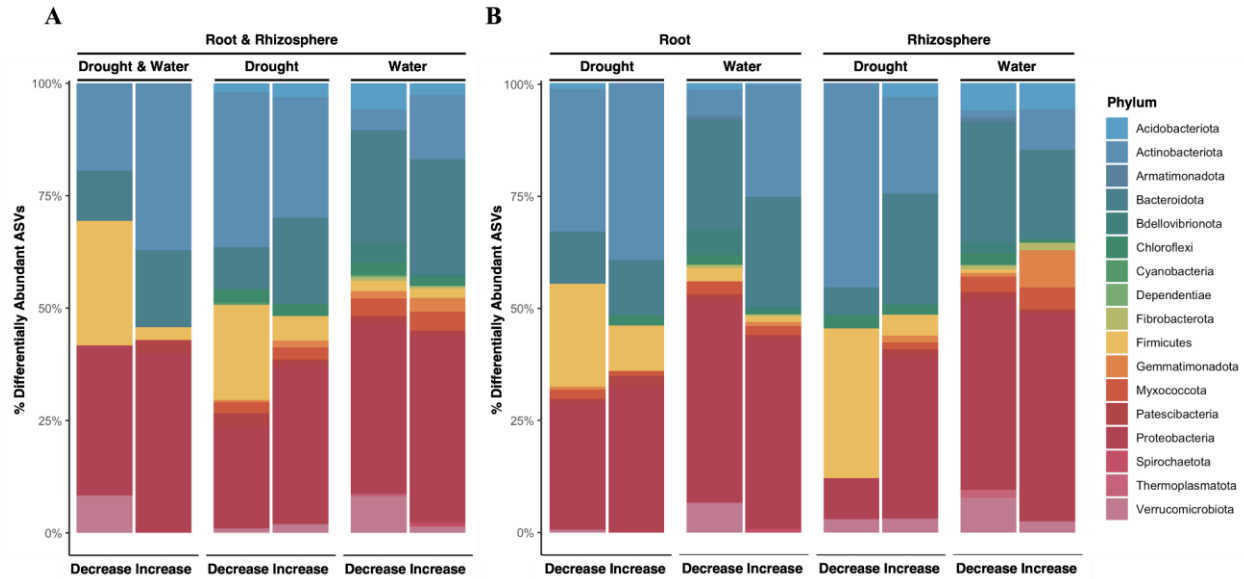 A
Root & Rhizosphere
Drought & Water Drought Water
% Differentially Abundant ASVs
100%
75%
50%
25%
0%
Decrease Increase Decrease Increase Decrease Increase
B
Root Rhizosphere
Drought Water Drought Water
% Differentially Abundant ASVs
100%
75%
50%
25%
0%
Decrease Increase Decrease Increase Decrease Increase Decrease Increase
Phylum
Acidobacteriota
Actinobacteriota
Armatimonadota
Bacteroidota
Bdellovibrionota
Chloroflexi
Cyanobacteria
Dependentiae
Fibrobacterota
Firmicutes
Gemmatimonadota
Myxococcota
Patescibacteria
Proteobacteria
Spirochaetota
Thermoplasmatota
Verrucomicrobiota